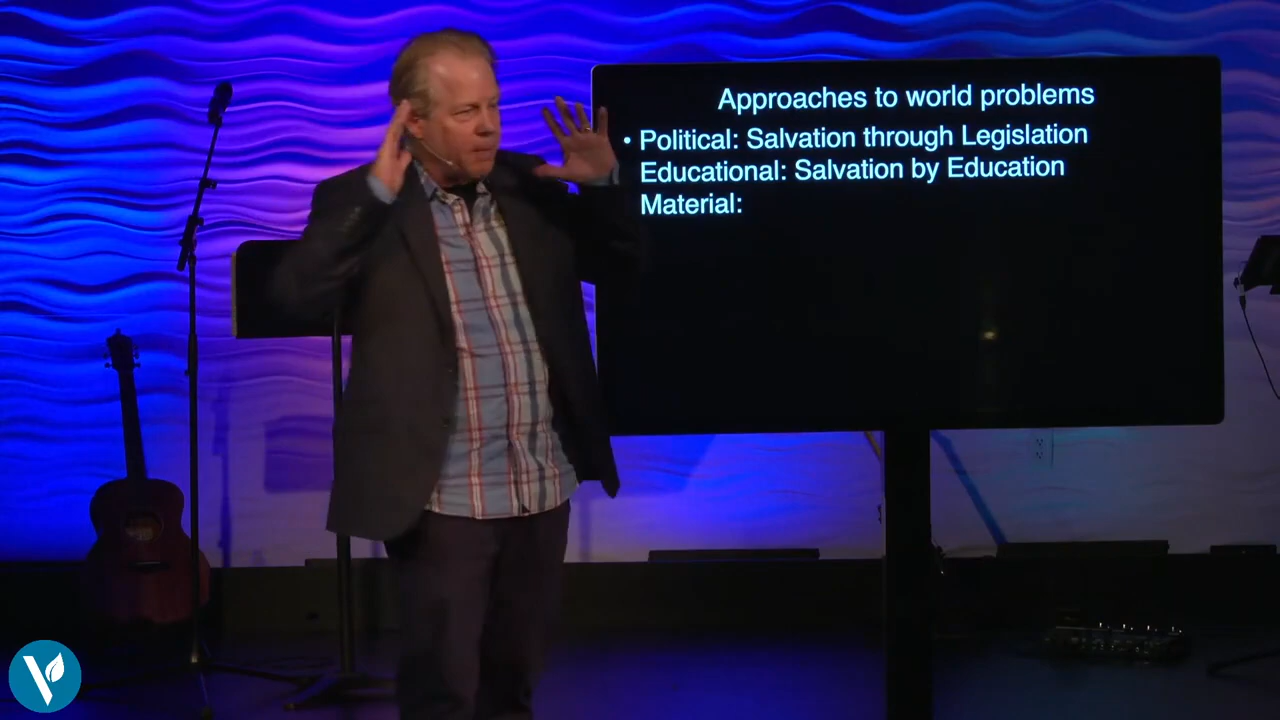 Approaches to world problems
• Political: Salvation through Legislation
Educational: Salvation by Education
Material: